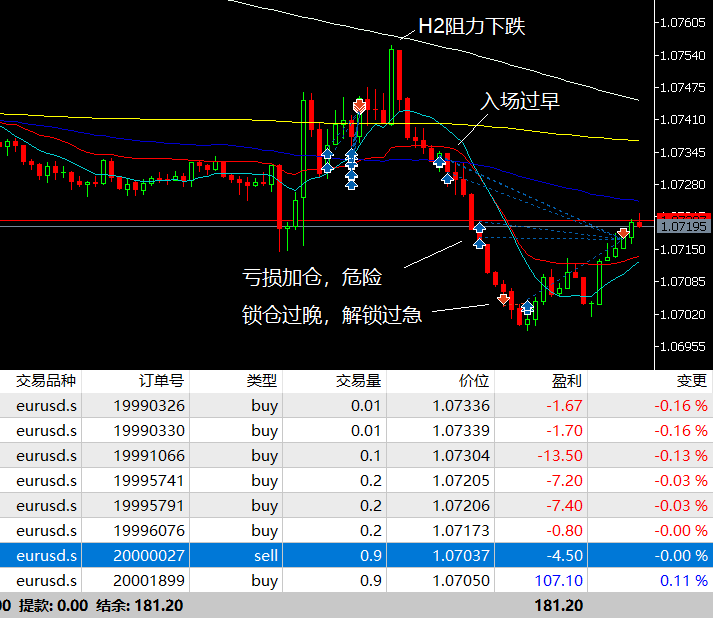 H2阻力下跌
入场过早
亏损加仓，危险
锁仓过晚，解锁过急
1.07605
1.07540
1.07475
1.07410
1.07345
1.07280
1.07195
1.07150
1.07085
1.07020
1.06955
交易品种 订单号 类型 交易量 价位 盈利 变更
eurusd.s 19990326 buy 0.01 1.07336 -1.67 -0.16 %
eurusd.s 19990330 buy 0.01 1.07339 -1.70 -0.16 %
eurusd.s 19991066 buy 0.1 1.07304 -13.50 -0.13 %
eurusd.s 19995741 buy 0.2 1.07205 -7.20 -0.03 %
eurusd.s 19995791 buy 0.2 1.07206 -7.40 -0.03 %
eurusd.s 19996076 buy 0.2 1.07173 -0.80 -0.00 %
eurusd.s 20000027 sell 0.9 1.07037 -4.50 -0.00 %
eurusd.s 20001899 buy 0.9 1.07050 107.10 0.11 %
00 提款: 0.00 结余: 181.20 181.20